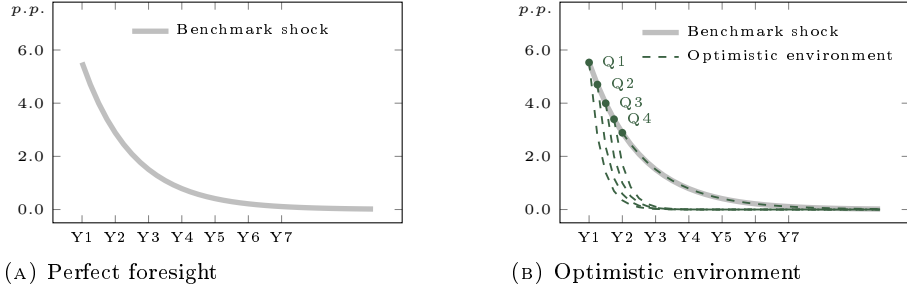 p.p.
Benchmark shock
6.0
4.0
2.0
0.0
Y1 Y2 Y3 Y4 Y5 Y6 Y7
(A) Perfect foresight
p.p.
Benchmark shock
Optimistic environment
6.0
Q1
Q2
Q3
Q4
4.0
2.0
0.0
Y1 Y2 Y3 Y4 Y5 Y6 Y7
(B) Optimistic environment